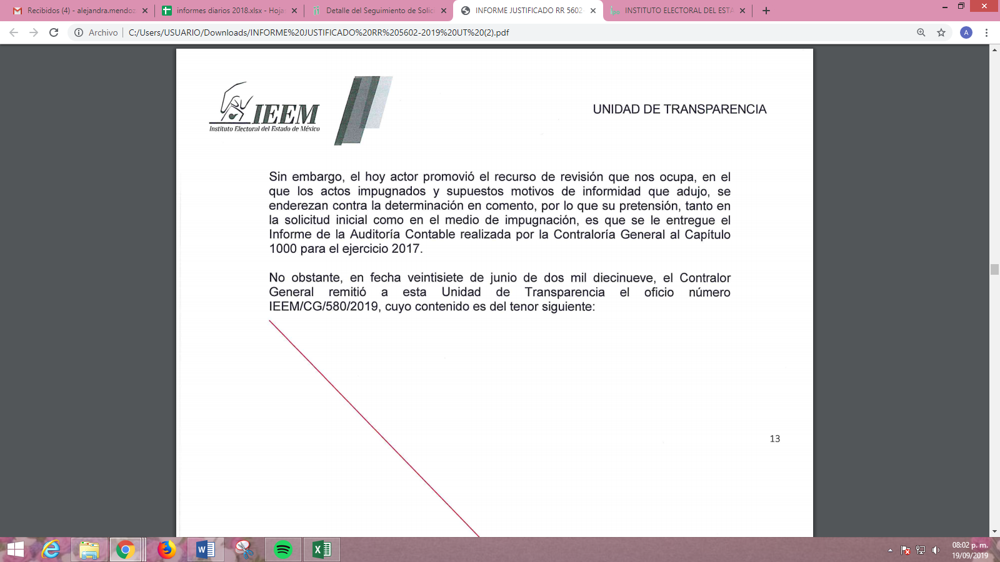 Recibidos (4) - alejandra.mendoz
informes diarios 2018.xlsx - Hoja
Detalle del Seguimiento de Solici
INFORME JUSTIFICADO RR 5602-
INSTITUTO ELECTORAL DEL ESTA
Archivo
C:/Users/USUARIO/Downloads/INFORME%20JUSTIFICADO%20RR%205602-2019%20UT%20(2).pdf
A
IEEM
Instituto Electoral del Estado de México
UNIDAD DE TRANSPARENCIA
Sin embargo, el hoy actor promovió el recurso de revisión que nos ocupa, en el
que los actos impugnados y supuestos motivos de informidad que adujo, se
enderezan contra la determinación en comento, por lo que su pretensión, tanto en
la solicitud inicial como en el medio de impugnación, es que se le entregue el
Informe de la Auditoría Contable realizada por la Contraloría General al Capítulo
1000 para el ejercicio 2017.
No obstante, en fecha veintisiete de junio de dos mil diecinueve, el Contralor
General remitió a esta Unidad de Transparencia el oficio número
IEEM/CG/580/2019, cuyo contenido es del tenor siguiente:
13
08:02 p. m.
19/09/2019